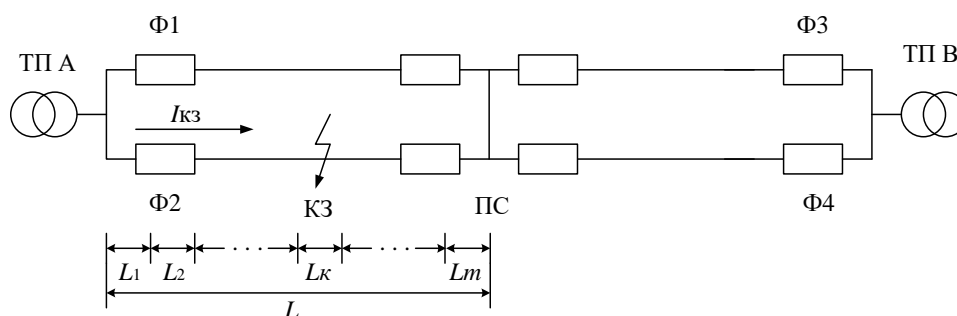 Ф1
Ф3
ТП А
ТП В
Iкз
Ф2
КЗ
ПС
Ф4
. . .
. . .
L1
L2
Lк
Lm
L